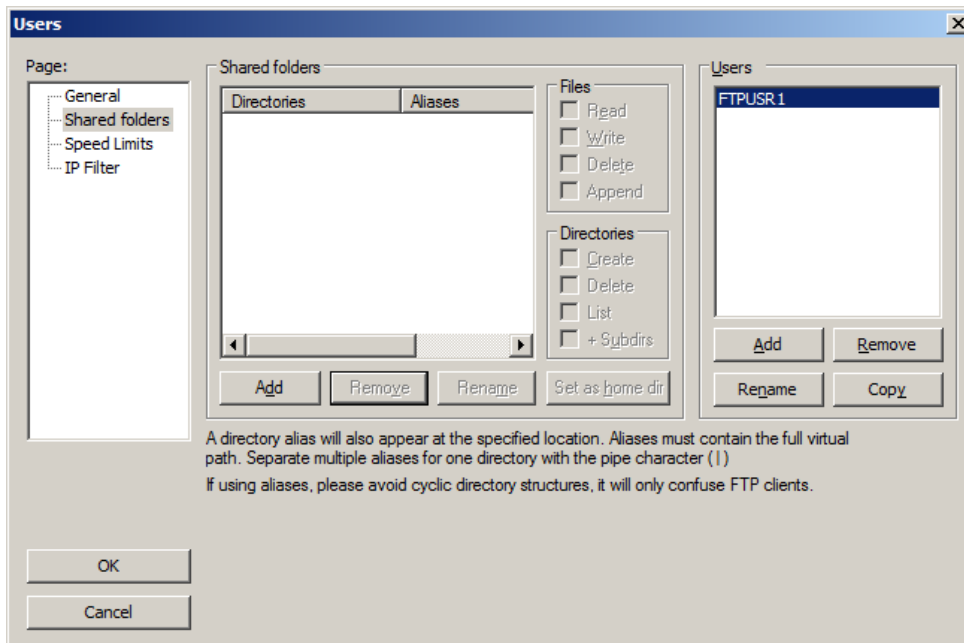 Users
Page:
General
Shared folders
Speed Limits
IP Filter
Shared folders
Directories Aliases
Files
Read
Write
Delete
Append
Directories
Create
Delete
List
+ Subdirs
Add Remove Rename Set as home dir
Users
FTPUSR1
Add Remove
Rename Copy
A directory alias will also appear at the specified location. Aliases must contain the full virtual
path. Separate multiple aliases for one directory with the pipe character (|)
If using aliases, please avoid cyclic directory structures, it will only confuse FTP clients.
OK
Cancel